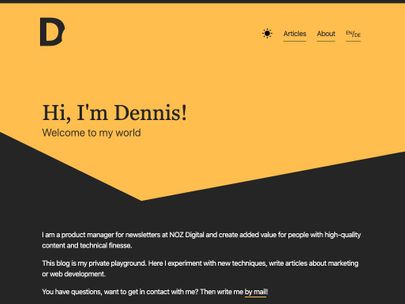 D
Articles About EN/DE
Hi, I'm Dennis!
Welcome to my world
I am a product manager for newsletters at NOZ Digital and create added value for people with high-quality
content and technical finesse.
This blog is my private playground. Here I experiment with new techniques, write articles about marketing
or web development.
You have questions, want to get in contact with me? Then write me by mail!